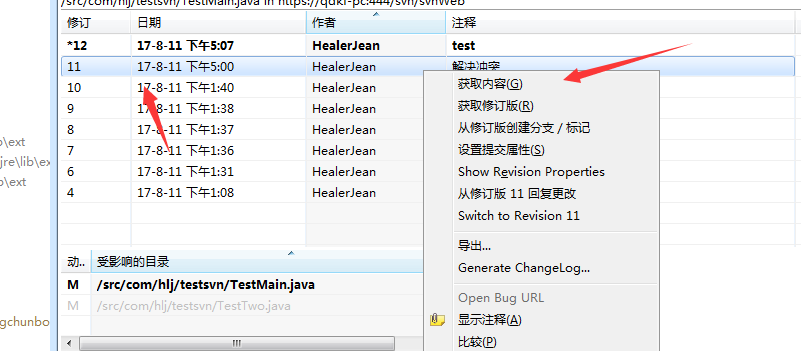 /src/com/hlj/testsvn/TestMain.java in https://qdkf-pc:444/svn/svnWeb
修订 日期 作者 注释
*12 17-8-11 下午5:07 HealerJean test
11 17-8-11 下午5:00 HealerJean 解决冲突
10 17-8-11 下午1:40 HealerJean
9 17-8-11 下午1:38 HealerJean
8 17-8-11 下午1:37 HealerJean
7 17-8-11 下午1:36 HealerJean
6 17-8-11 下午1:31 HealerJean
4 17-8-11 下午1:08 HealerJean
获取内容(G)
获取修订版(R)
从修订版创建分支 / 标记
设置提交属性(S)
Show Revision Properties
从修订版 11 回复更改
Switch to Revision 11
导出...
Generate ChangeLog...
Open Bug URL
显示注释(A)
比较(P)
动.. 受影响的目录
M /src/com/hlj/testsvn/TestMain.java
M /src/com/hlj/testsvn/TestTwo.java
\ext
jre\lib\ex
\ext
gchunbo